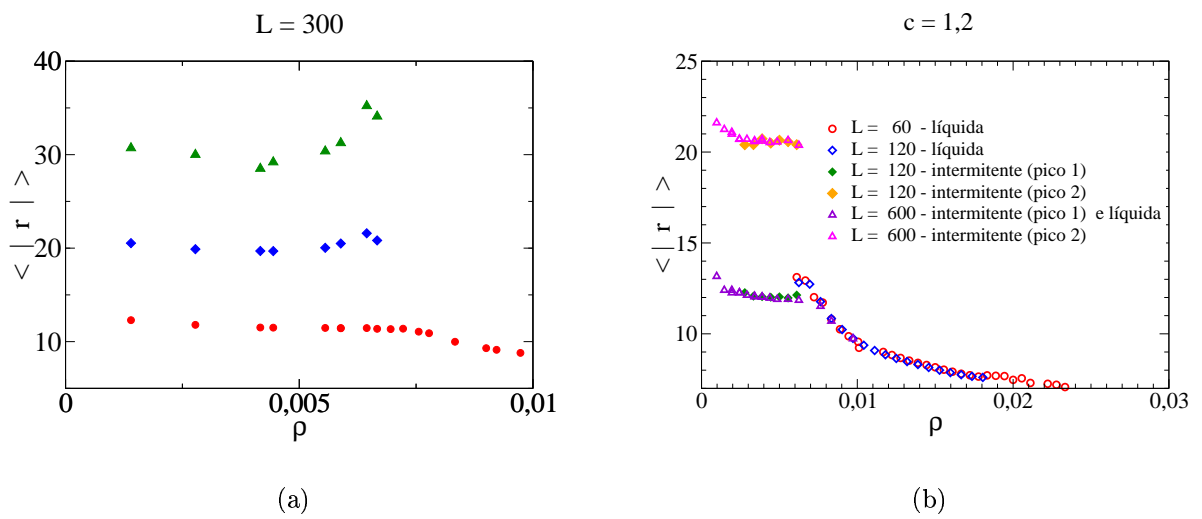 L = 300
40
30
20
10
< | r | >
0
0,005
0,01
ρ
(a)
c = 1,2
25
20
15
10
< | r | >
L = 60 - líquida
L = 120 - líquida
L = 120 - intermitente (pico 1)
L = 120 - intermitente (pico 2)
L = 600 - intermitente (pico 1) e líquida
L = 600 - intermitente (pico 2)
0
0,01
0,02
0,03
ρ
(b)